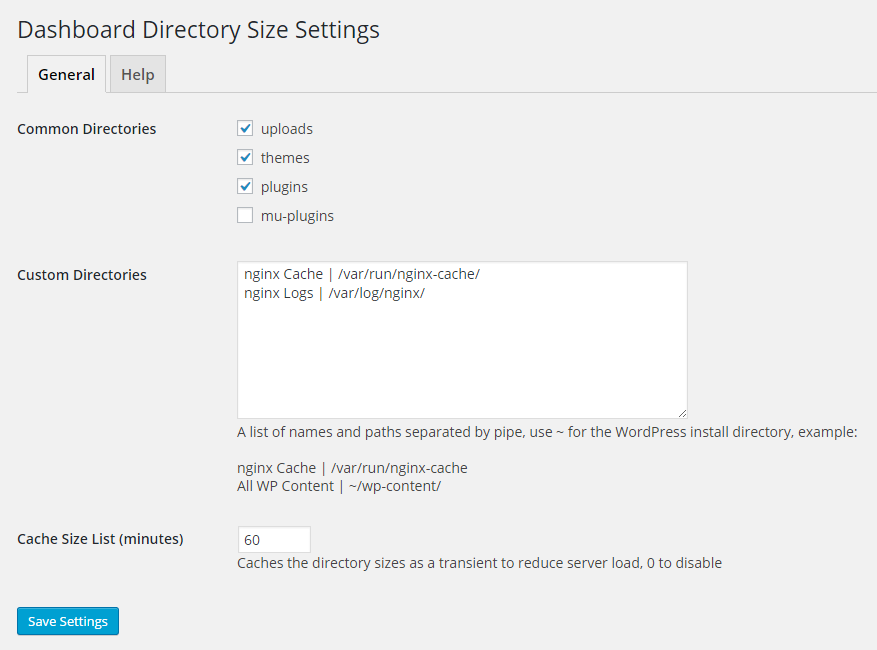 Dashboard Directory Size Settings
General
Help
Common Directories
uploads
themes
plugins
mu-plugins
Custom Directories
nginx Cache | /var/run/nginx-cache/
nginx Logs | /var/log/nginx/
A list of names and paths separated by pipe, use ~ for the WordPress install directory, example:
nginx Cache | /var/run/nginx-cache
All WP Content | ~/wp-content/
Cache Size List (minutes)
60
Caches the directory sizes as a transient to reduce server load, 0 to disable
Save Settings